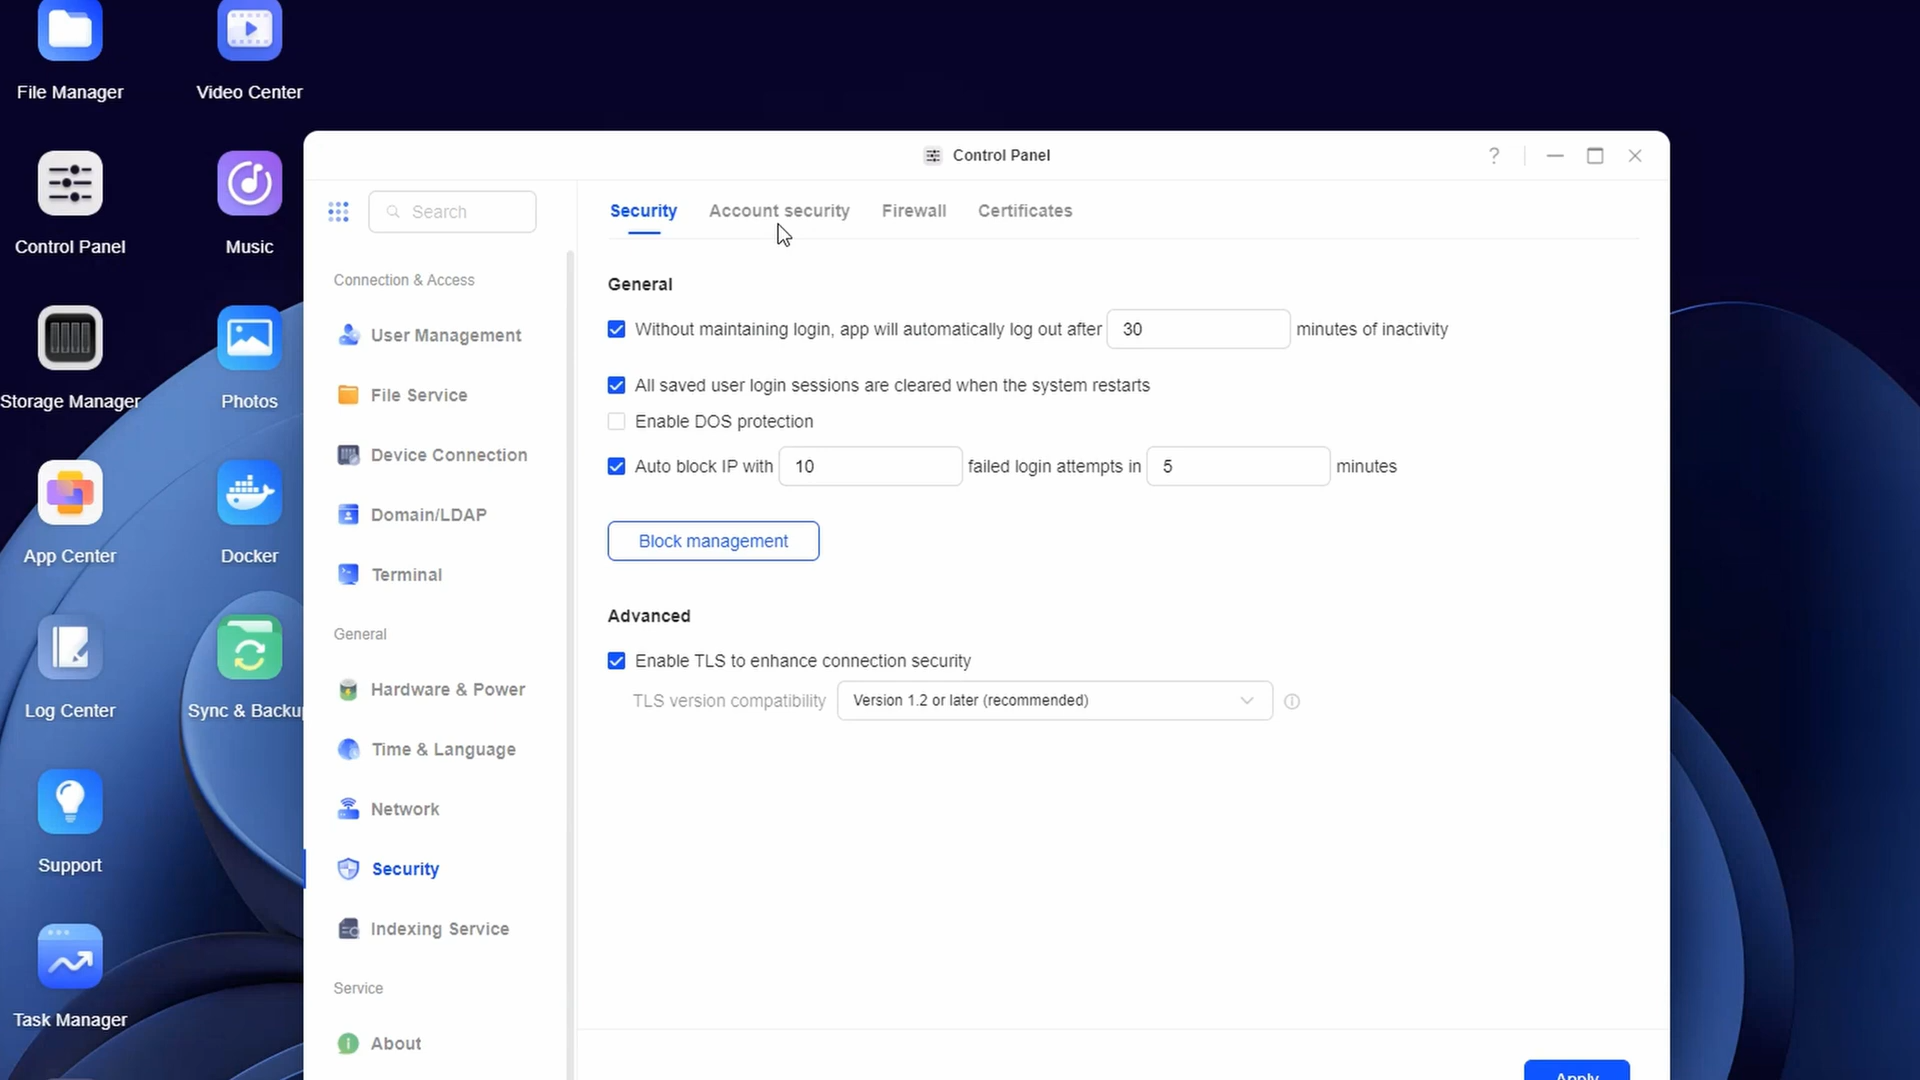 File Manager
Video Center
Control Panel
Music
Storage Manager
Photos
App Center
Docker
Log Center
Sync & Backup
Support
Task Manager
Control Panel
?
Search
Connection & Access
User Management
File Service
Device Connection
Domain/LDAP
Terminal
General
Hardware & Power
Time & Language
Network
Security
Indexing Service
Service
About
Security Account security Firewall Certificates
General
Without maintaining login, app will automatically log out after 30 minutes of inactivity
All saved user login sessions are cleared when the system restarts
Enable DOS protection
Auto block IP with 10 failed login attempts in 5 minutes
Block management
Advanced
Enable TLS to enhance connection security
TLS version compatibility Version 1.2 or later (recommended)
Apply